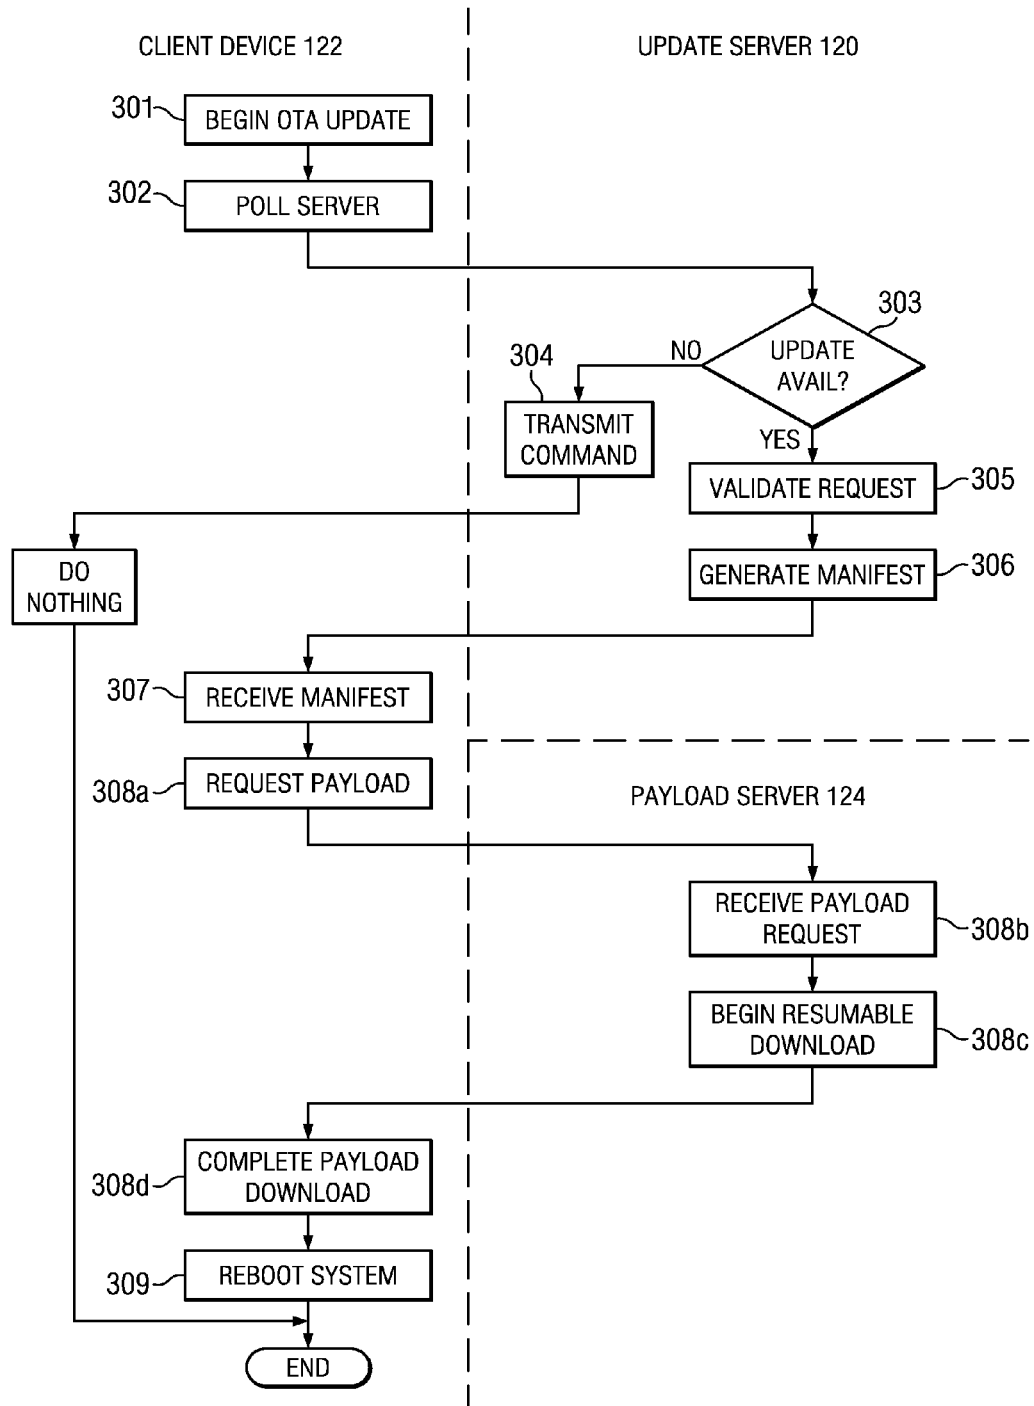 CLIENT DEVICE 122
UPDATE SERVER 120
301
BEGIN OTA UPDATE
302
POLL SERVER
303
UPDATE
AVAIL?
NO
304
TRANSMIT
COMMAND
YES
VALIDATE REQUEST
305
DO
NOTHING
GENERATE MANIFEST
306
307
RECEIVE MANIFEST
308a
REQUEST PAYLOAD
PAYLOAD SERVER 124
RECEIVE PAYLOAD
REQUEST
308b
BEGIN RESUMABLE
DOWNLOAD
308c
308d
COMPLETE PAYLOAD
DOWNLOAD
309
REBOOT SYSTEM
END